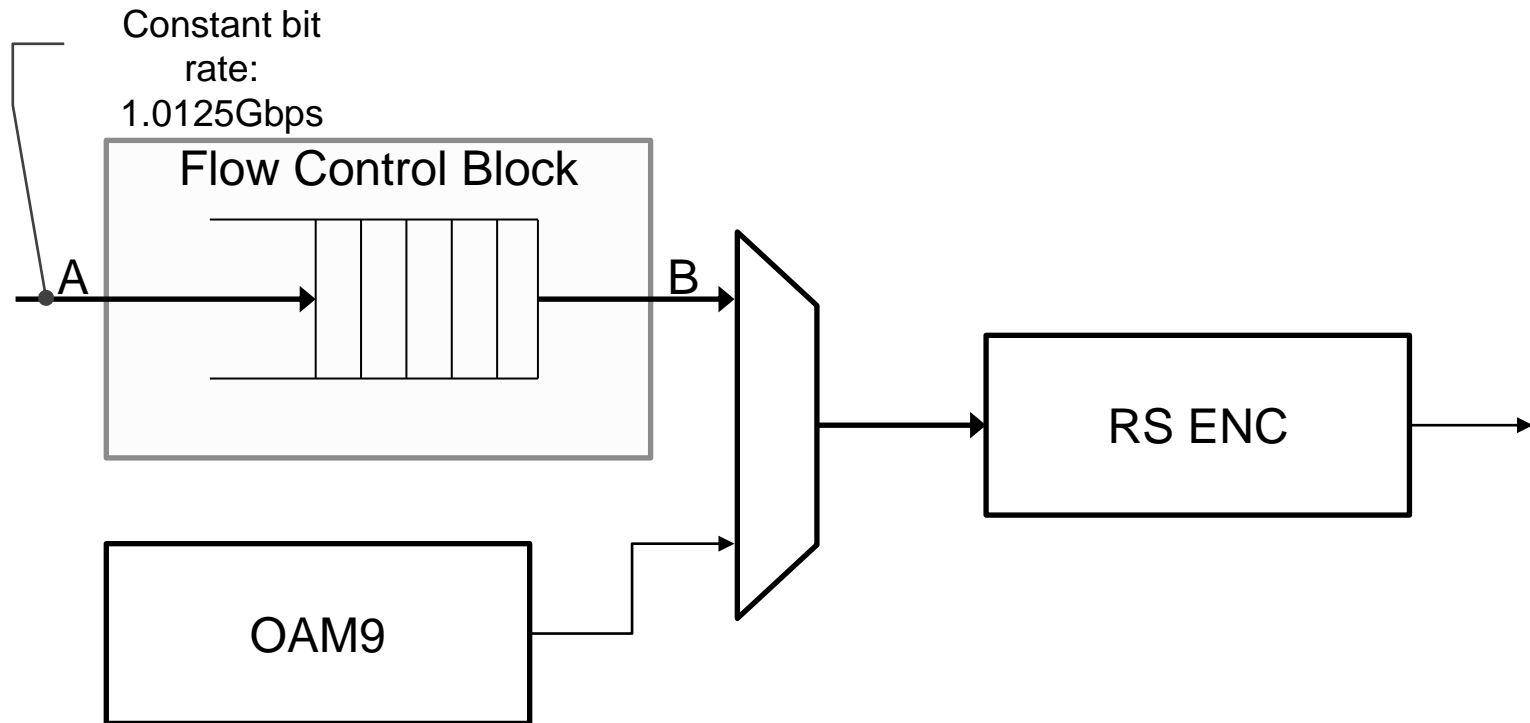 Constant bit
rate:
1.0125Gbps
Flow Control Block
A
B
RS ENC
OAM9